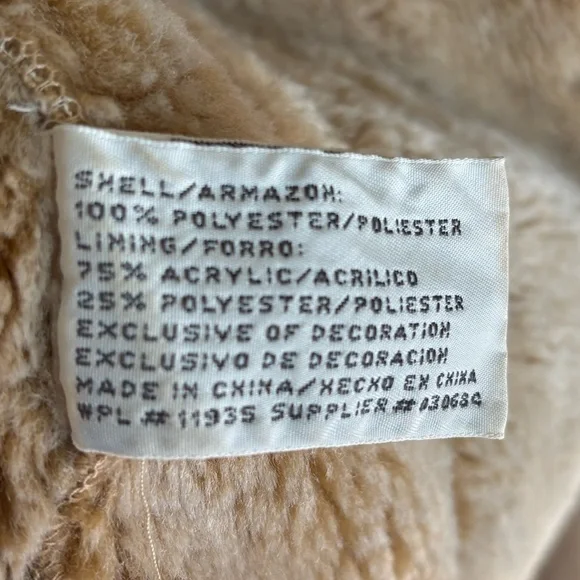 SHELL/ARMAZON:
100% POLYESTER/POLIESTER
LINING/FORRO:
75% ACRYLIC/ACRILICO
25% POLYESTER/POLIESTER
EXCLUSIVE OF DECORATION
EXCLUSIVO DE DECORACION
MADE IN CHINA/HECHO EN CHINA
WPL # 11935 SUPPLIER # 030684